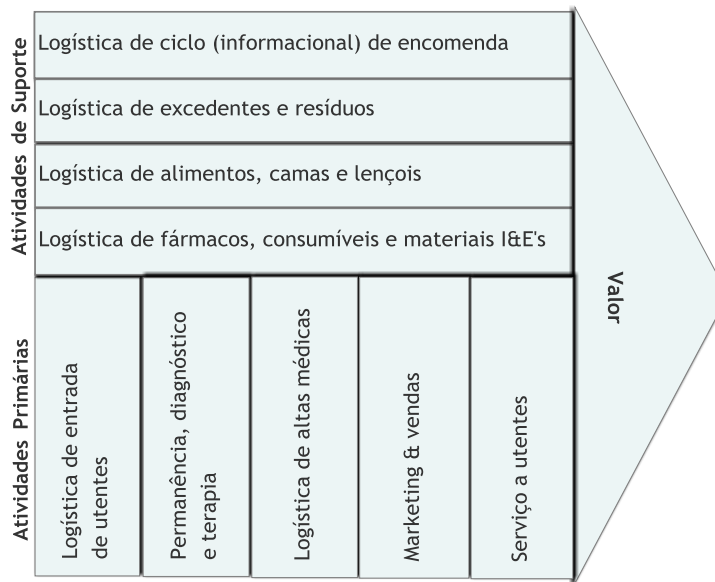 Atividades de Suporte
Logística de ciclo (informacional) de encomenda
Logística de excedentes e resíduos
Logística de alimentos, camas e lençois
Logística de fármacos, consumíveis e materiais I&E's
Atividades Primárias
Logística de entrada
de utentes
Permanência, diagnóstico
e terapia
Logística de altas médicas
Marketing & vendas
Serviço a utentes
Valor